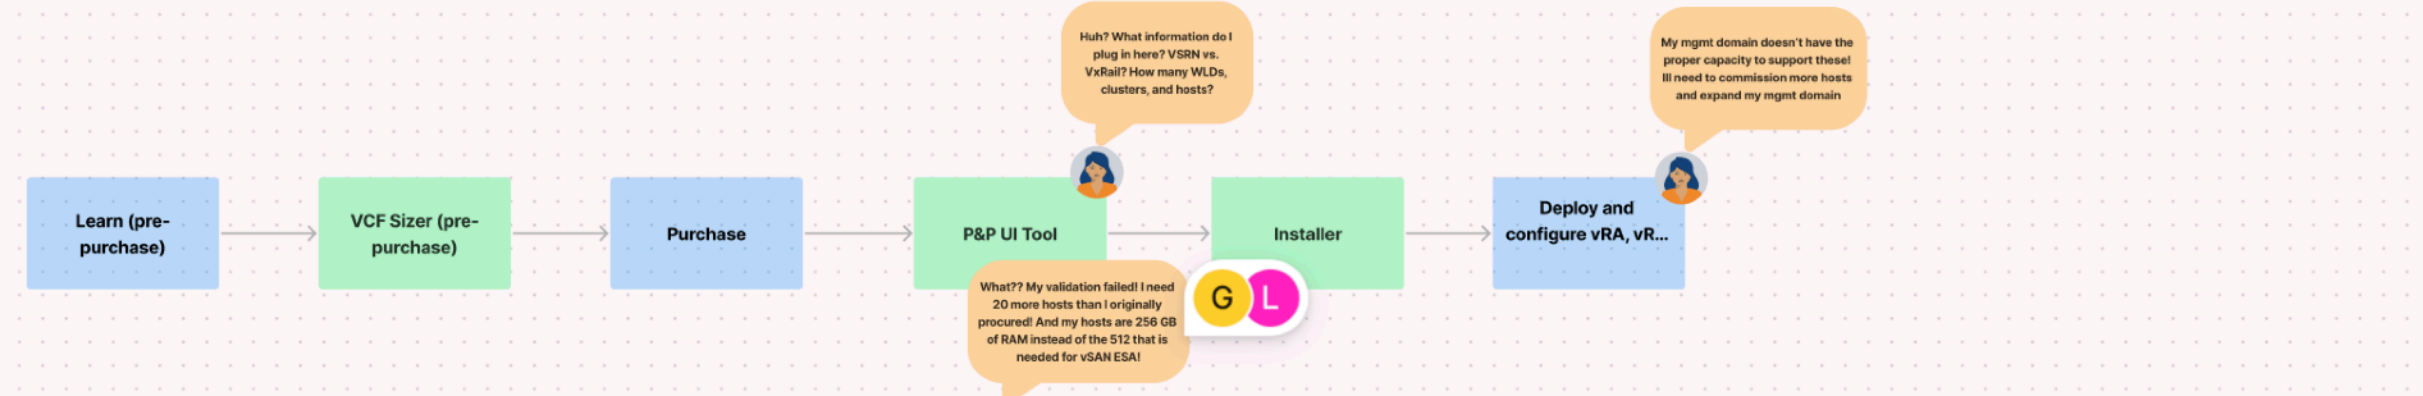 Huh? What information do I
plug in here? VSRN vs.
VxRail? How many WLDs,
clusters, and hosts?
My mgmt domain doesn't have the
proper capacity to support these!
Ill need to commission more hosts
and expand my mgmt domain
Learn (pre-
purchase)
VCF Sizer (pre-
purchase)
Purchase
P&P UI Tool
Installer
Deploy and
configure vRA, vR...
What?? My validation failed! I need
20 more hosts than I originally
procured! And my hosts are 256 GB
of RAM instead of the 512 that is
needed for vSAN ESA!
G
L